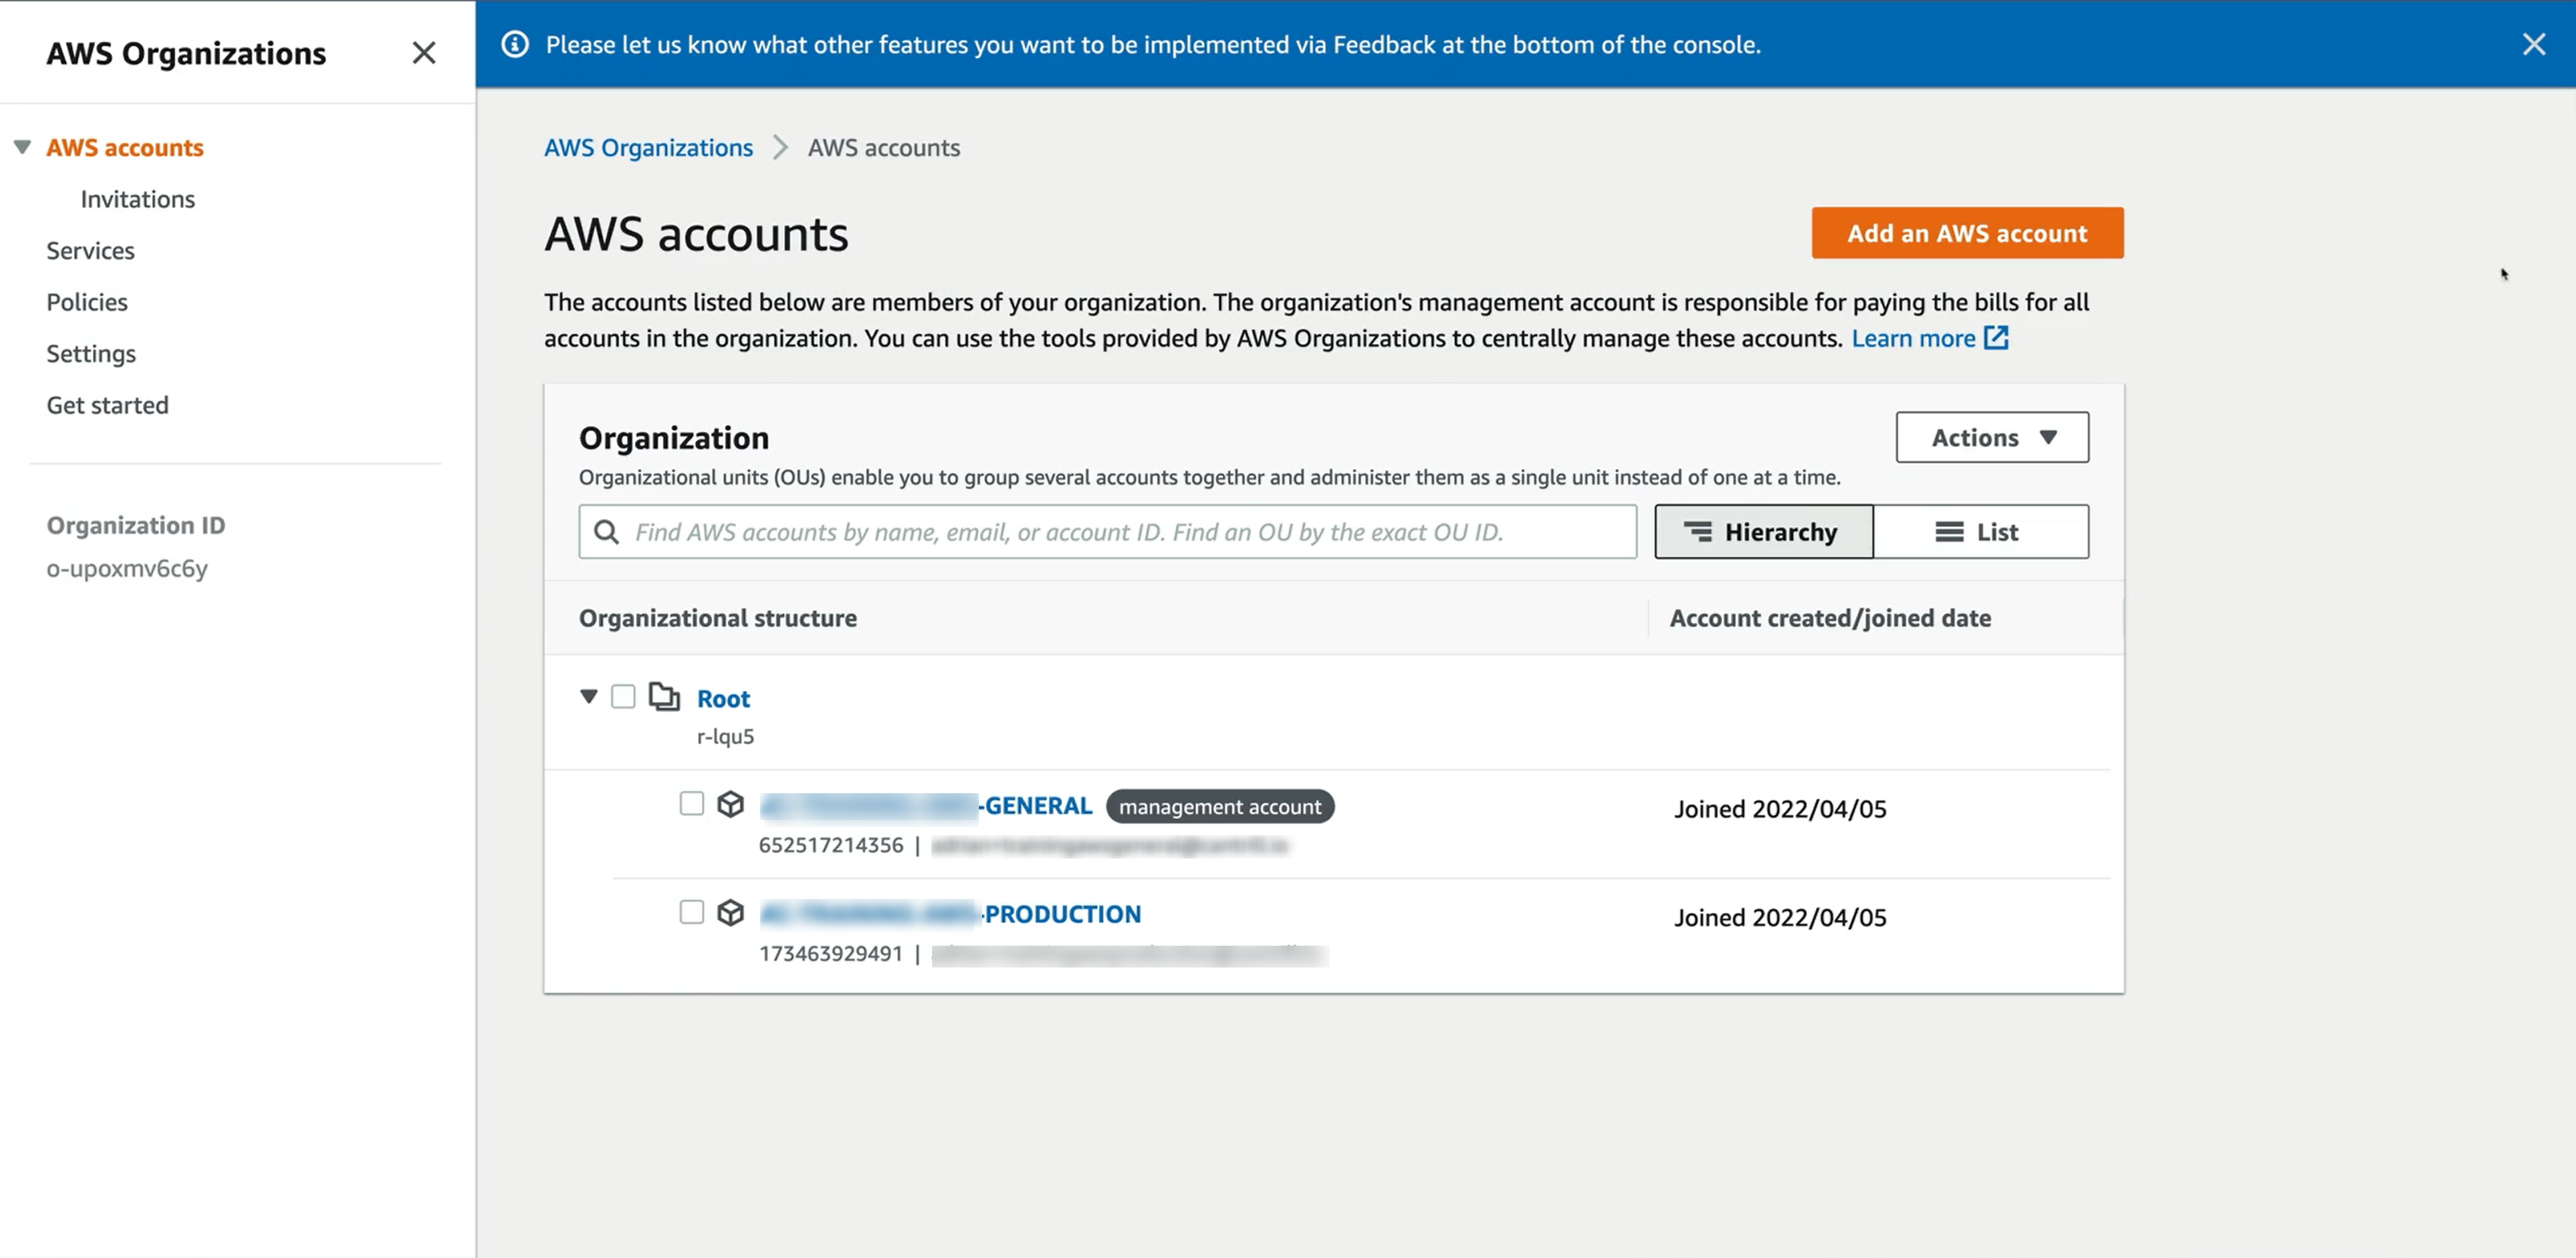 AWS Organizations
Please let us know what other features you want to be implemented via Feedback at the bottom of the console.
AWS accounts
Invitations
Services
Policies
Settings
Get started
Organization ID
o-upoxmv6c6y
AWS Organizations > AWS accounts
AWS accounts
Add an AWS account
The accounts listed below are members of your organization. The organization's management account is responsible for paying the bills for all
accounts in the organization. You can use the tools provided by AWS Organizations to centrally manage these accounts. Learn more
Organization
Actions
Organizational units (OUs) enable you to group several accounts together and administer them as a single unit instead of one at a time.
Find AWS accounts by name, email, or account ID. Find an OU by the exact OU ID.
Hierarchy
List
Organizational structure
Account created/joined date
Root
r-lqu5
-GENERAL management account
Joined 2022/04/05
652517214356 |
-PRODUCTION
Joined 2022/04/05
173463929491 |